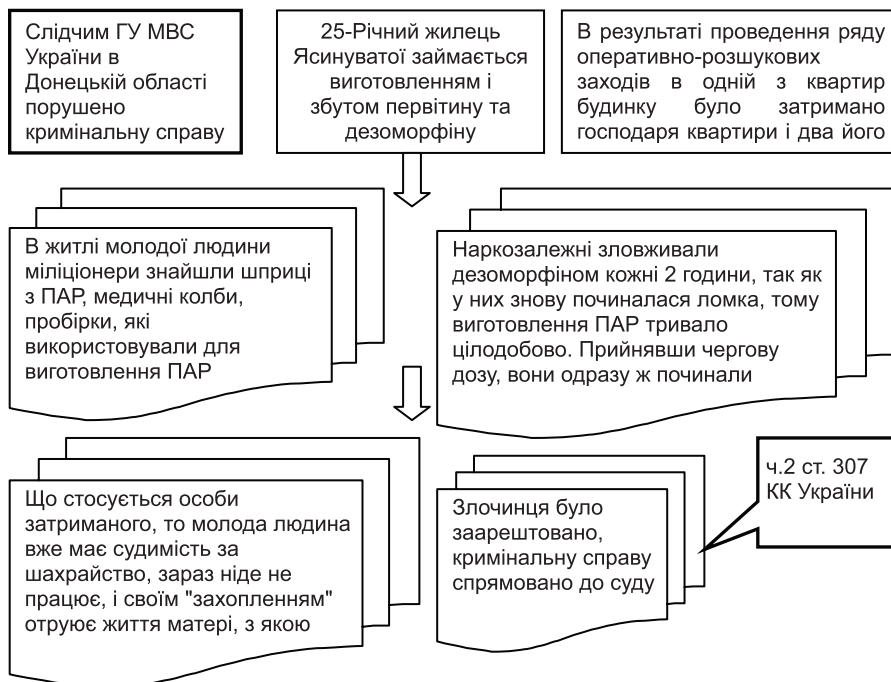 Слідчим ГУ МВС
України в
Донецькій області
порушено
кримінальну справу
25-Річний жилець
Ясинуватої займається
виготовленням і
збутом первітину та
дезоморфіну
В результаті проведення ряду
оперативно-розшукових
заходів в одній з квартир
будинку було затримано
господаря квартири і два його
В житлі молодої людини
міліціонери знайшли шприці
з ПАР, медичні колби,
пробірки, які
використовували для
виготовлення ПАР
Наркозалежні зловживали
дезоморфіном кожні 2 години, так як
у них знову починалася ломка, тому
виготовлення ПАР тривало
цілодобово. Прийнявши чергову
дозу, вони одразу ж починали
Що стосується особи
затриманого, то молода людина
вже має судимість за
шахрайство, зараз ніде не
працює, і своїм "захопленням"
отруює життя матері, з якою
Злочинця було
заарештовано,
кримінальну справу
спрямовано до суду
ч.2 ст. 307
КК України